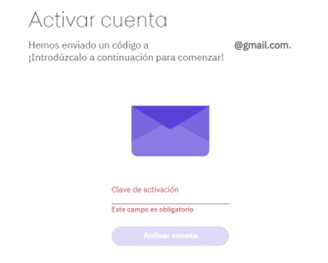 Activar cuenta
Hemos enviado un código a @gmail.com.
¡Introdúzcalo a continuación para comenzar!
Clave de activación
Este campo es obligatorio
Activar cuenta